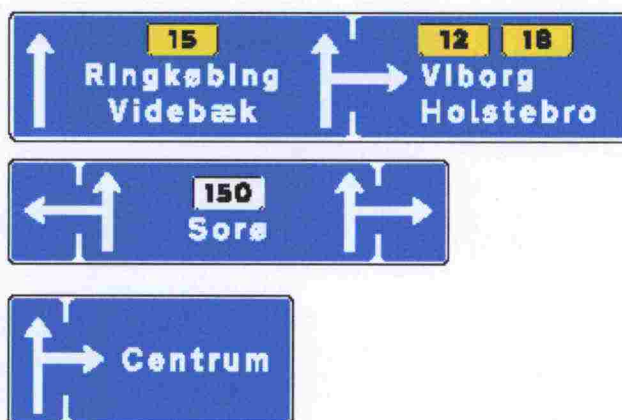 15
Ringkøbing
Videbæk
12 18
Viborg
Holstebro
150
Sorø
Centrum